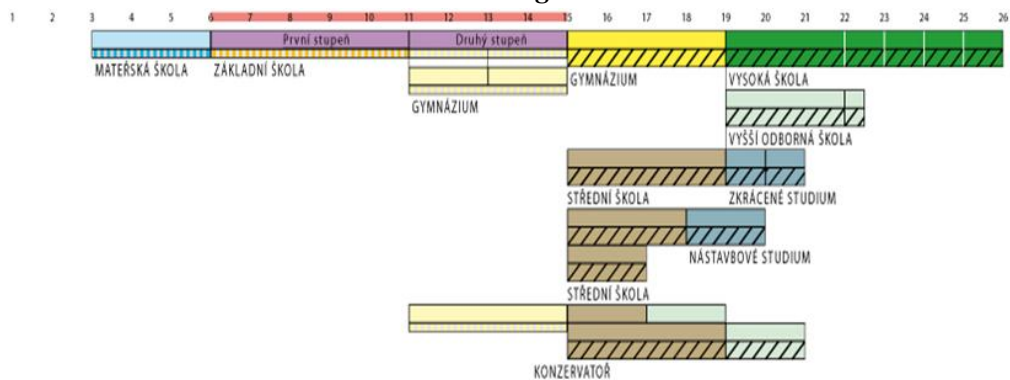 1 2 3 4 5 6 7 8 9 10 11 12 13 14 15 16 17 18 19 20 21 22 23 24 25 26
První stupeň Druhý stupeň
MATEŘSKÁ ŠKOLA ZÁKLADNÍ ŠKOLA GYMNÁZIUM VYSOKÁ ŠKOLA
GYMNÁZIUM
VYŠŠÍ ODBORNÁ ŠKOLA
STŘEDNÍ ŠKOLA ZKRÁCENÉ STUDIUM
NÁSTAVBOVÉ STUDIUM
STŘEDNÍ ŠKOLA
KONZERVATOŘ